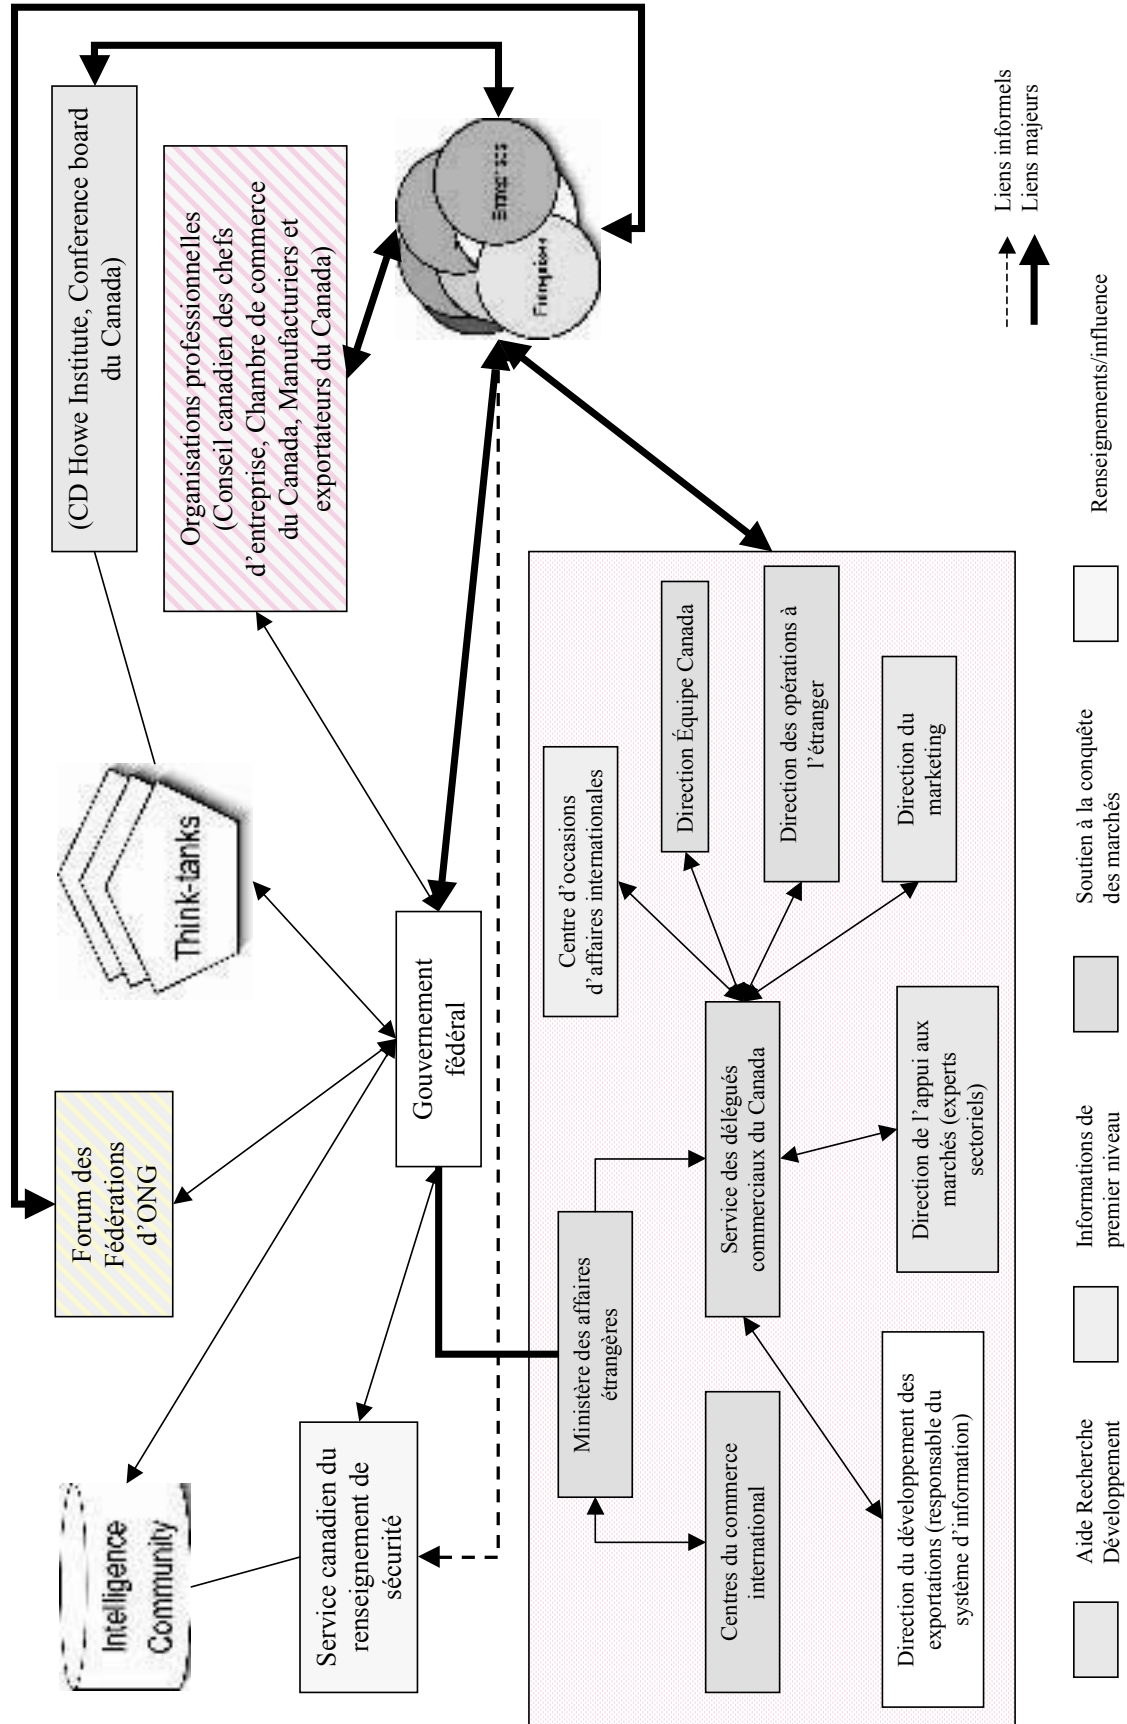 (CD Howe Institute, Conference board
du Canada)
Organisations professionnelles
(Conseil canadien des chefs
d'entreprise, Chambre de commerce
du Canada, Manufacturiers et
exportateurs du Canada)
Think-tanks
Forum des
Fédérations
d'ONG
Intelligence
Community
Gouvernement
fédéral
Service canadien du
renseignement de
sécurité
Entreprises
Ministère des affaires
étrangères
Centres du commerce
international
Service des délégués
commerciaux du Canada
Centre d'occasions
d'affaires internationales
Direction Équipe Canada
Direction des opérations à
l'étranger
Direction du
marketing
Direction de l'appui aux
marchés (experts
sectoriels)
Direction du développement des
exportations (responsable du
système d'information)
Liens informels
Liens majeurs
Aide Recherche
Développement
Informations de
premier niveau
Soutien à la conquête
des marchés
Renseignements/influence